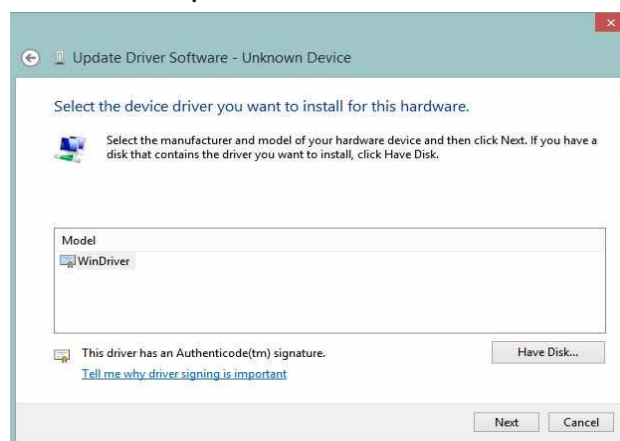 Update Driver Software - Unknown Device
Select the device driver you want to install for this hardware.
Select the manufacturer and model of your hardware device and then click Next. If you have a
disk that contains the driver you want to install, click Have Disk.
Model
WinDriver
This driver has an Authenticode(tm) signature.
Have Disk...
Tell me why driver signing is important
Next
Cancel